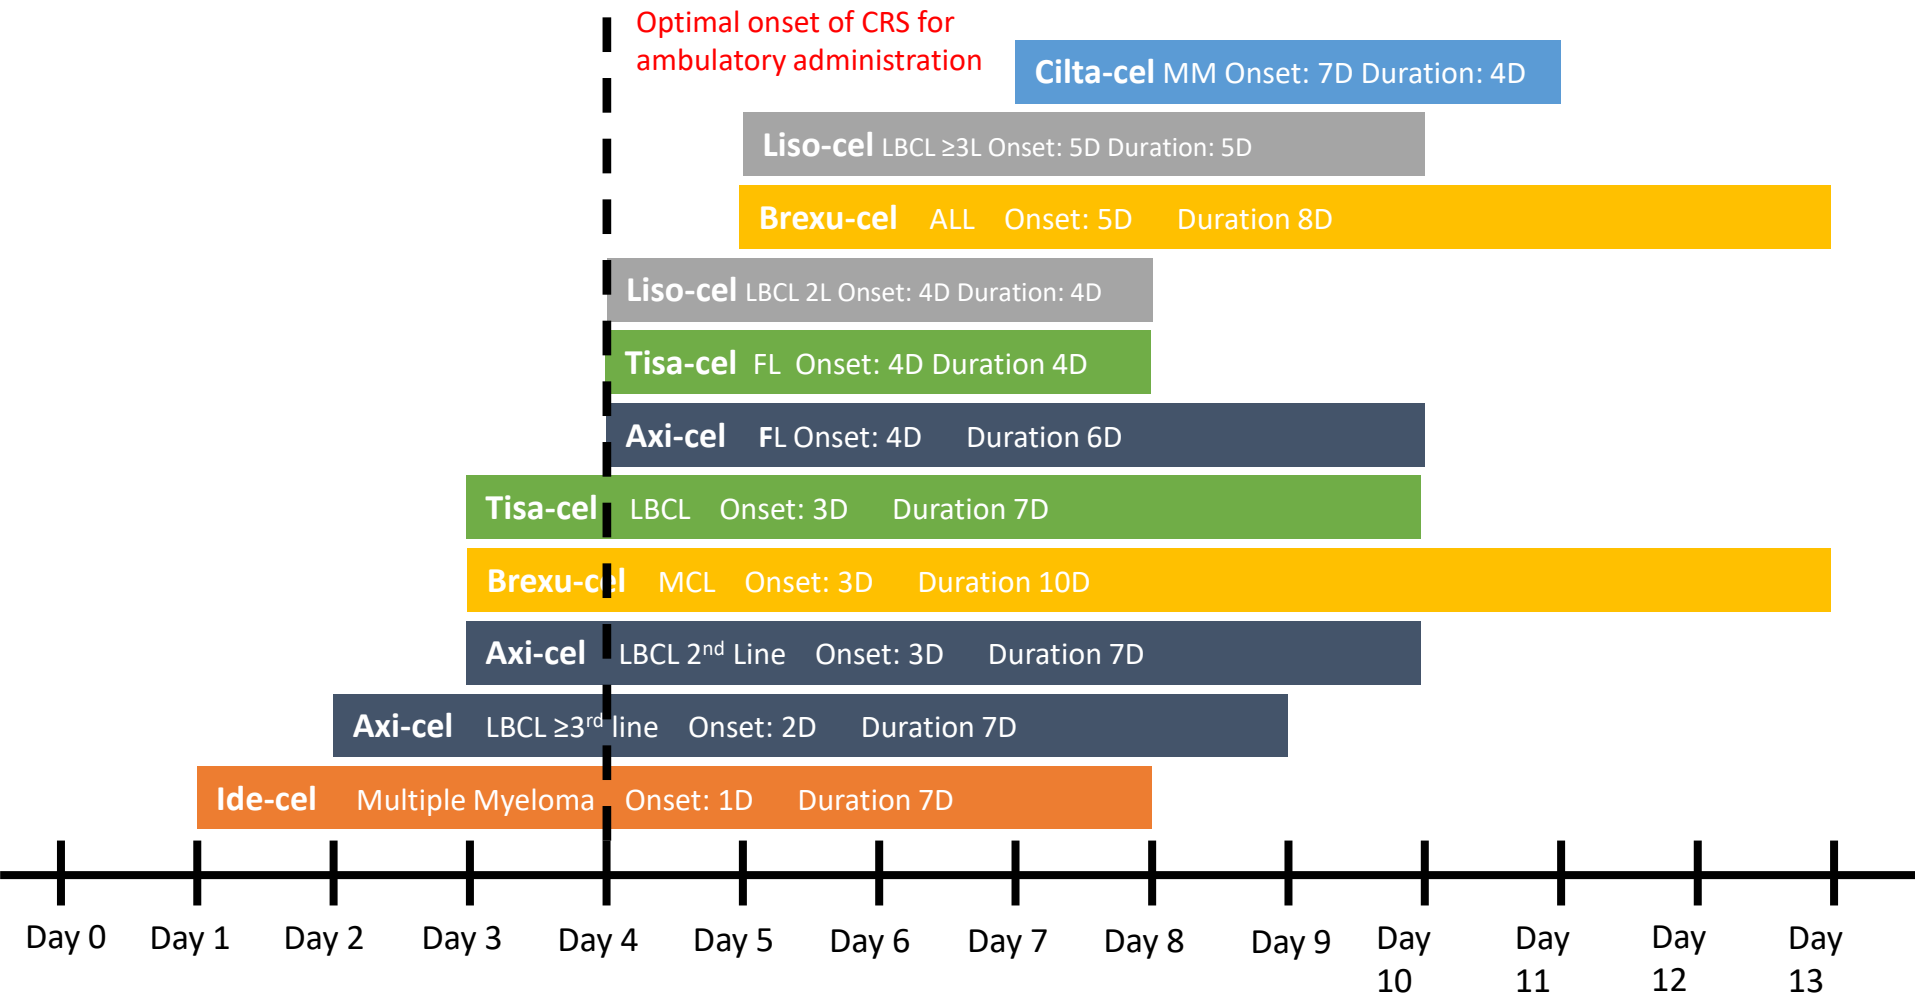 Optimal onset of CRS for
ambulatory administration
Cilta-cel MM Onset: 7D Duration: 4D
Liso-cel LBCL ≥3L Onset: 5D Duration: 5D
Brexu-cel ALL Onset: 5D Duration 8D
Liso-cel LBCL 2L Onset: 4D Duration: 4D
Tisa-cel FL Onset: 4D Duration 4D
Axi-cel FL Onset: 4D Duration 6D
Tisa-cel LBCL Onset: 3D Duration 7D
Brexu-cel MCL Onset: 3D Duration 10D
Axi-cel LBCL 2nd Line Onset: 3D Duration 7D
Axi-cel LBCL ≥3rd line Onset: 2D Duration 7D
Ide-cel Multiple Myeloma Onset: 1D Duration 7D
Day 0 Day 1 Day 2 Day 3 Day 4 Day 5 Day 6 Day 7 Day 8 Day 9 Day 10 Day 11 Day 12 Day 13